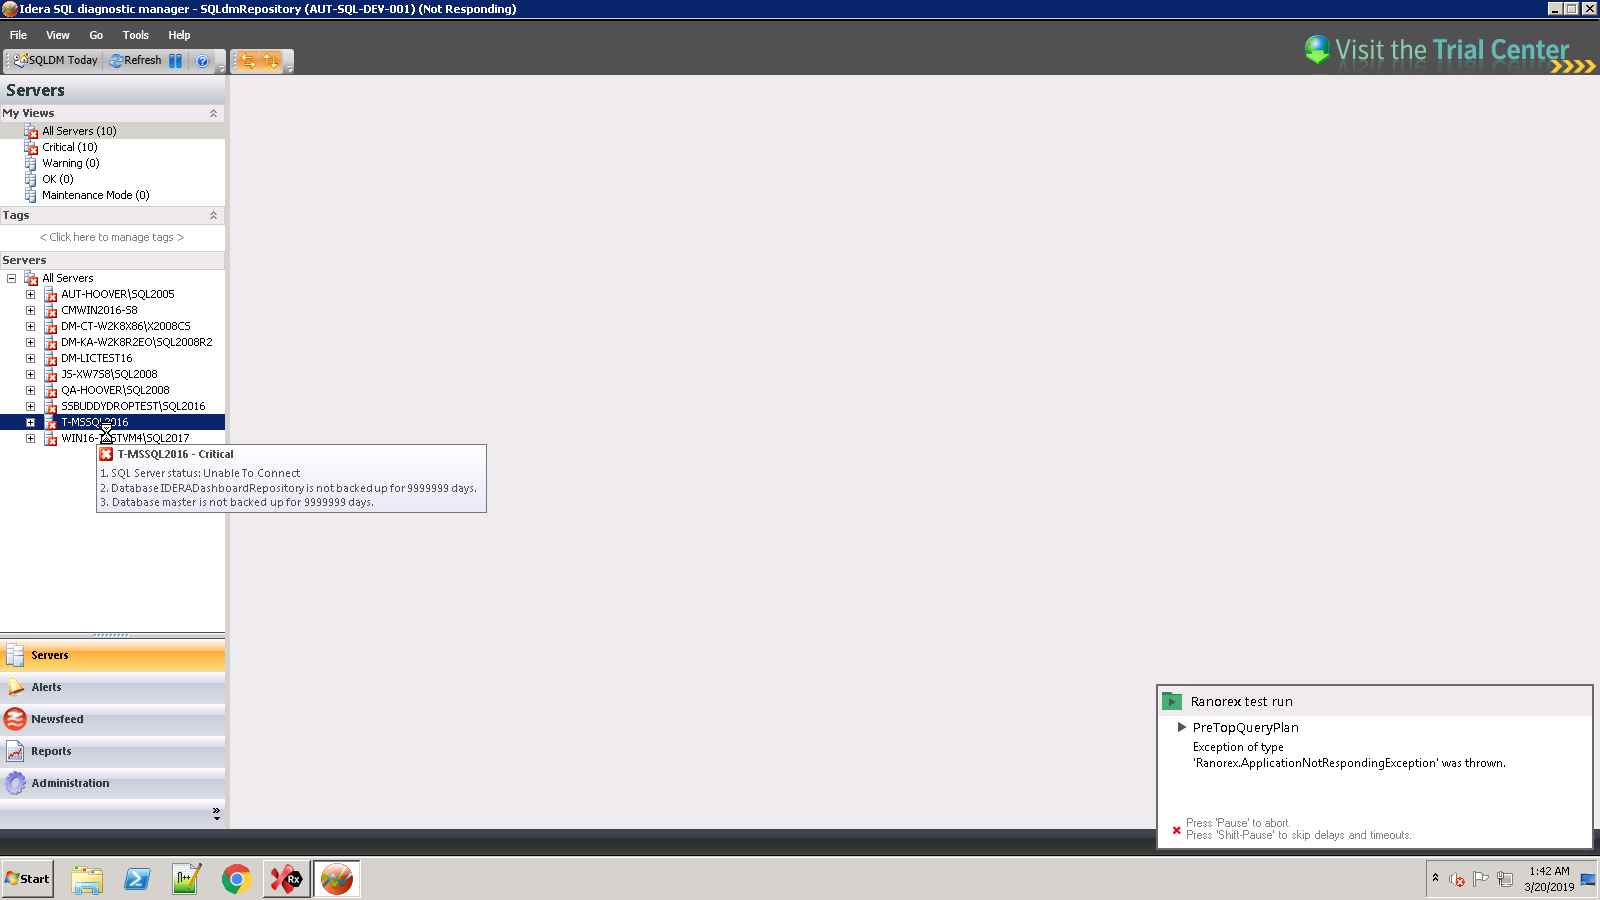 Idera SQL diagnostic manager - SQLdmRepository (AUT-SQL-DEV-001) (Not Responding)
File View Go Tools Help
SQLDM Today Refresh
Visit the Trial Center
Servers
My Views
All Servers (10)
Critical (10)
Warning (0)
OK (0)
Maintenance Mode (0)
Tags
< Click here to manage tags >
Servers
All Servers
AUT-HOOVER\SQL2005
CMWIN2016-S8
DM-CT-W2K8X86\X2008CS
DM-KA-W2K8R2EO\SQL2008R2
DM-LICTEST16
JS-XW7S8\SQL2008
QA-HOOVER\SQL2008
SSBUDDYDROPTEST\SQL2016
T-MSSQL2016
WIN16-TESTVM4\SQL2017
T-MSSQL2016 - Critical
1. SQL Server status: Unable To Connect
2. Database IDERADashboardRepository is not backed up for 9999999 days.
3. Database master is not backed up for 9999999 days.
Servers
Alerts
Newsfeed
Reports
Administration
Ranorex test run
PreTopQueryPlan
Exception of type
'Ranorex.ApplicationNotRespondingException' was thrown.
Press 'Pause' to abort.
Press 'Shift-Pause' to skip delays and timeouts.
Start
Rx
1:42 AM
3/20/2019